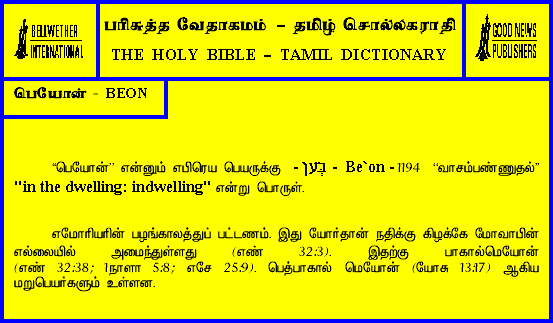 BELLWETHER
INTERNATIONAL
பரிசுத்த வேதாகமம் – தமிழ் சொல்லகராதி
THE HOLY BIBLE – TAMIL DICTIONARY
GOOD NEWS
PUBLISHERS
பெயோன் - BEON
“பெயோன்” என்னும் எபிரெய பெயருக்கு - בְּעֹן - Be`on - 1194 “வாசம்பண்ணுதல்”
"in the dwelling: indwelling" என்று பொருள்.
எமோரியரின் பழங்காலத்துப் பட்டணம். இது யோர்தான் நதிக்கு கிழக்கே மோவாபின்
எல்லையில் அமைந்துள்ளது (எண் 32:3). இதற்கு பாகால்மெயோன்
(எண் 32:38; 1நாளா 5:8; எசே 25:9). பெத்பாகால் மெயோன் (யோசு 13:17) ஆகிய
மறுபெயர்களும் உள்ளன.